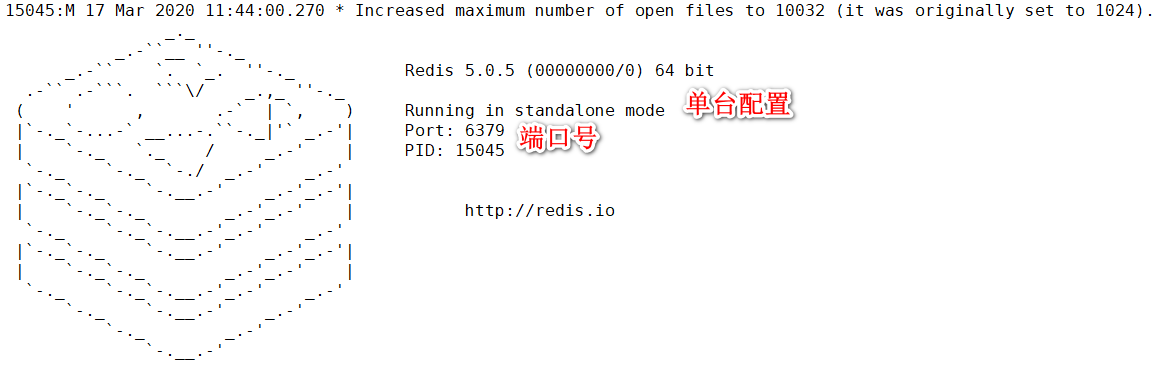 15045:M 17 Mar 2020 11:44:00.270 * Increased maximum number of open files to 10032 (it was originally set to 1024).
Redis 5.0.5 (00000000/0) 64 bit
Running in standalone mode 单台配置
Port: 6379 端口号
PID: 15045
http://redis.io